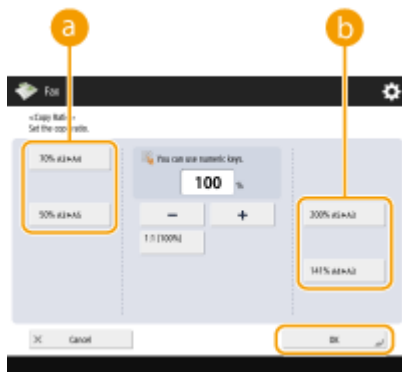 a
b
Fax
<Copy Ratio>
Set the copy ratio.
70% A3►A4
You can use numeric keys.
100 %
50% A3►A5
-
+
200% A5►A3
1:1 [100%]
141% A4►A3
× Cancel
OK